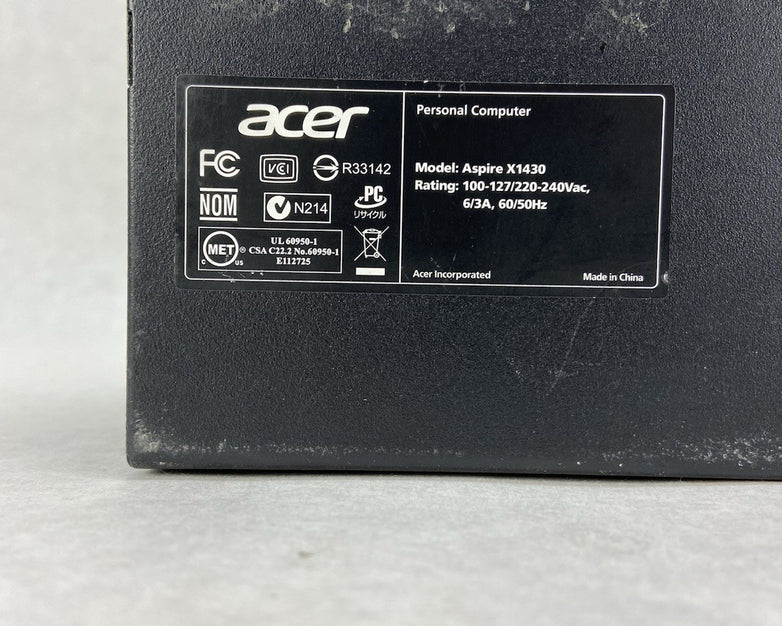 acer
FC
VCI
R33142
NOM
N214
PC
リサイクル
MET
C
US
®
UL 60950-1
CSA C22.2 No.60950-1
E112725
Personal Computer
Model: Aspire X1430
Rating: 100-127/220-240Vac,
6/3A, 60/50Hz
Acer Incorporated
Made in China